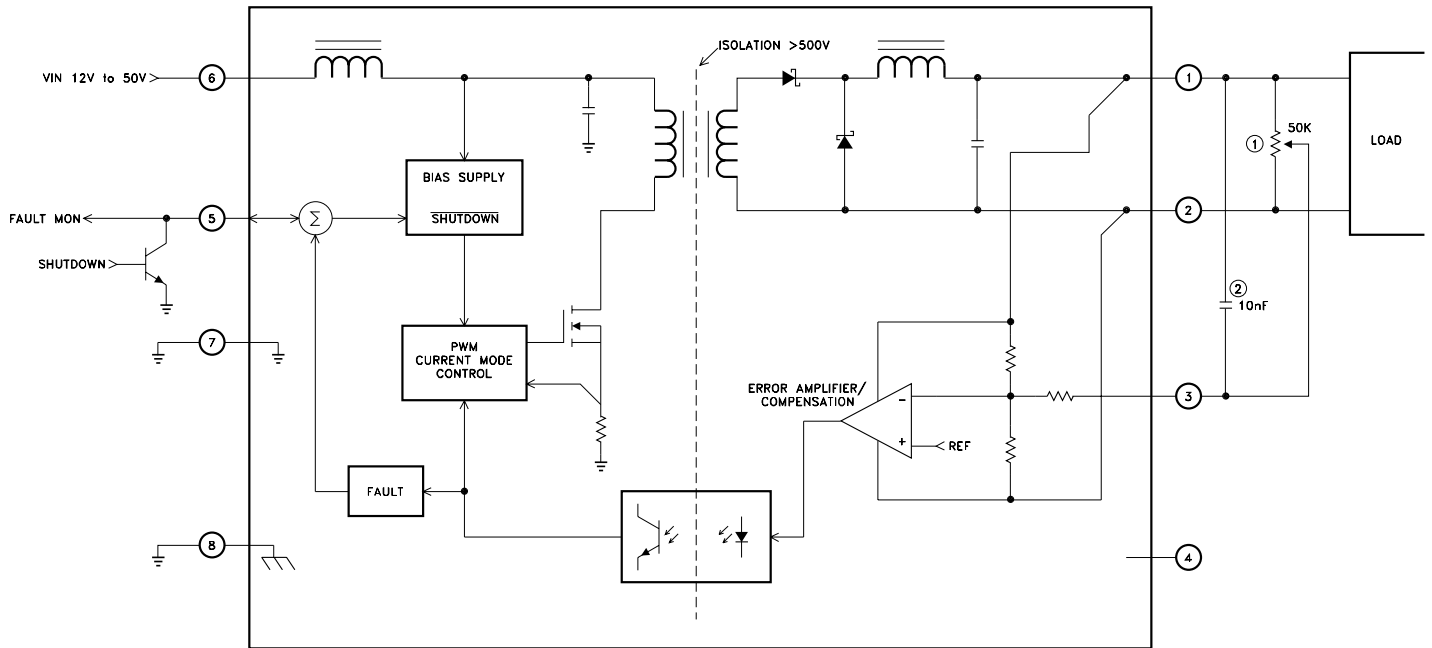 ISOLATION >500V
VIN 12V to 50V
6
1
50K
1
LOAD
BIAS SUPPLY
SHUTDOWN
FAULT MON
5
Σ
2
SHUTDOWN
2
10nF
7
PWM
CURRENT MODE
CONTROL
ERROR AMPLIFIER/
COMPENSATION
-
+
REF
3
FAULT
8
4